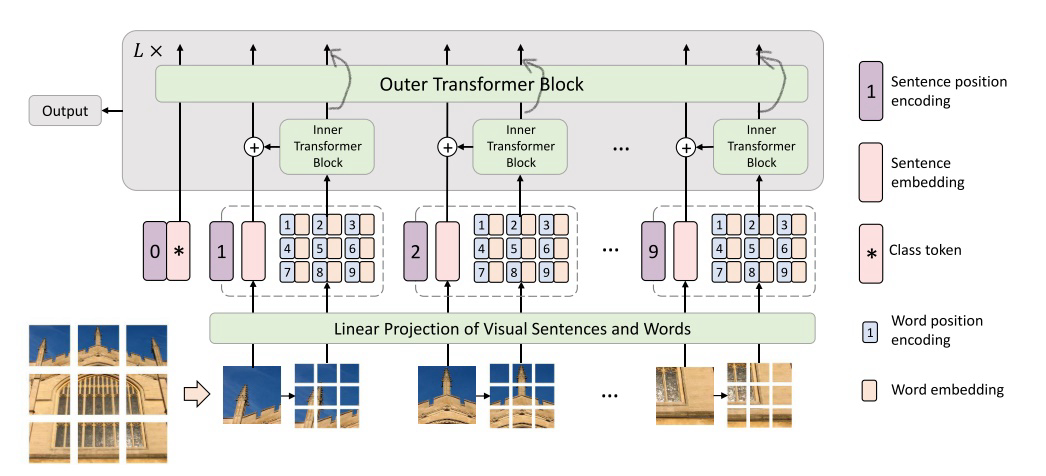 L ×
Outer Transformer Block
Output
Inner
Transformer
Block
Inner
Transformer
Block
...
Inner
Transformer
Block
+
+
+
0
*
1
1 2 3
4 5 6
7 8 9
2
1 2 3
4 5 6
7 8 9
...
9
1 2 3
4 5 6
7 8 9
Linear Projection of Visual Sentences and Words
...
1
Sentence position
encoding
Sentence
embedding
*
Class token
1
Word position
encoding
Word embedding